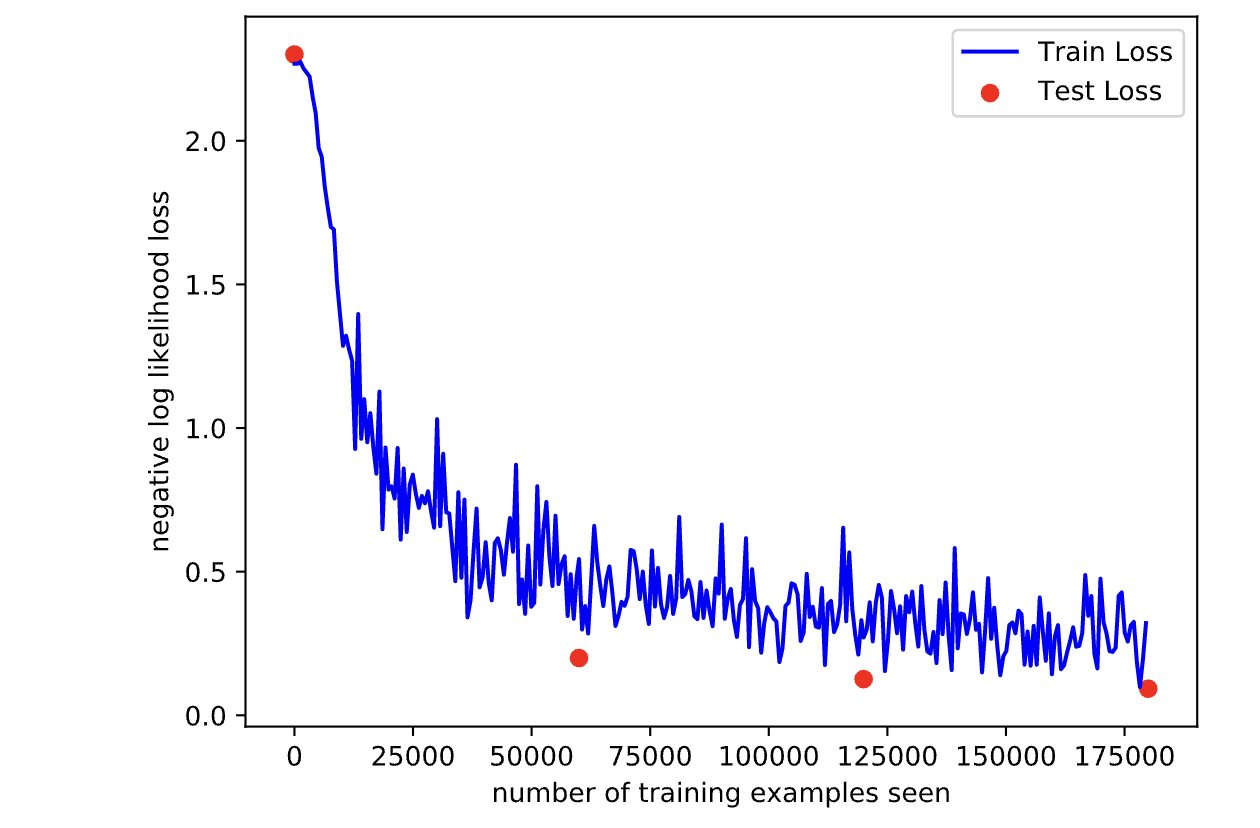 Train Loss
Test Loss
2.0
1.5
1.0
0.5
0.0
negative log likelihood loss
0 25000 50000 75000 100000 125000 150000 175000
number of training examples seen